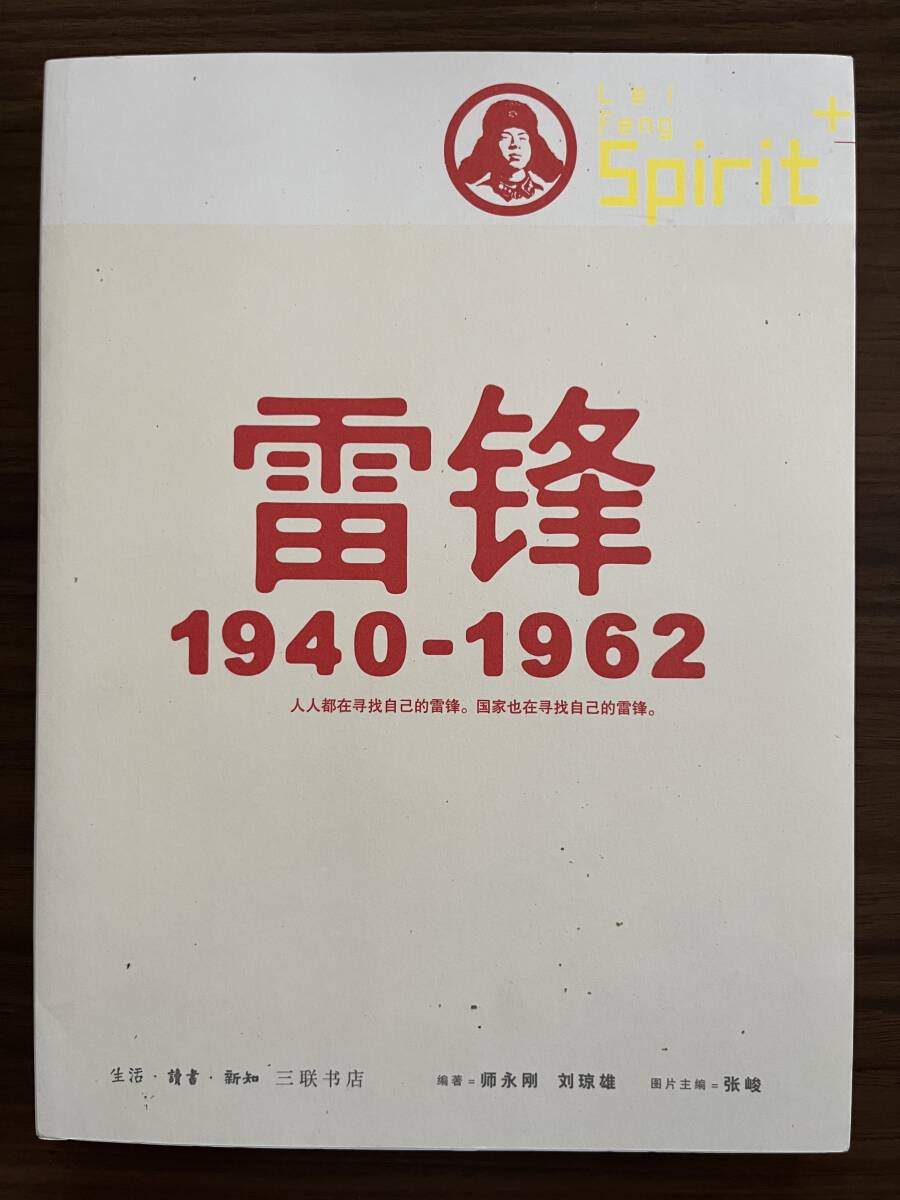 Lei
Feng
Spirit+
雷锋
1940-1962
人人都在寻找自己的雷锋。国家也在寻找自己的雷锋。
生活·讀書·新知 三联书店 编著=师永刚 刘琼雄 图片主编=张峻